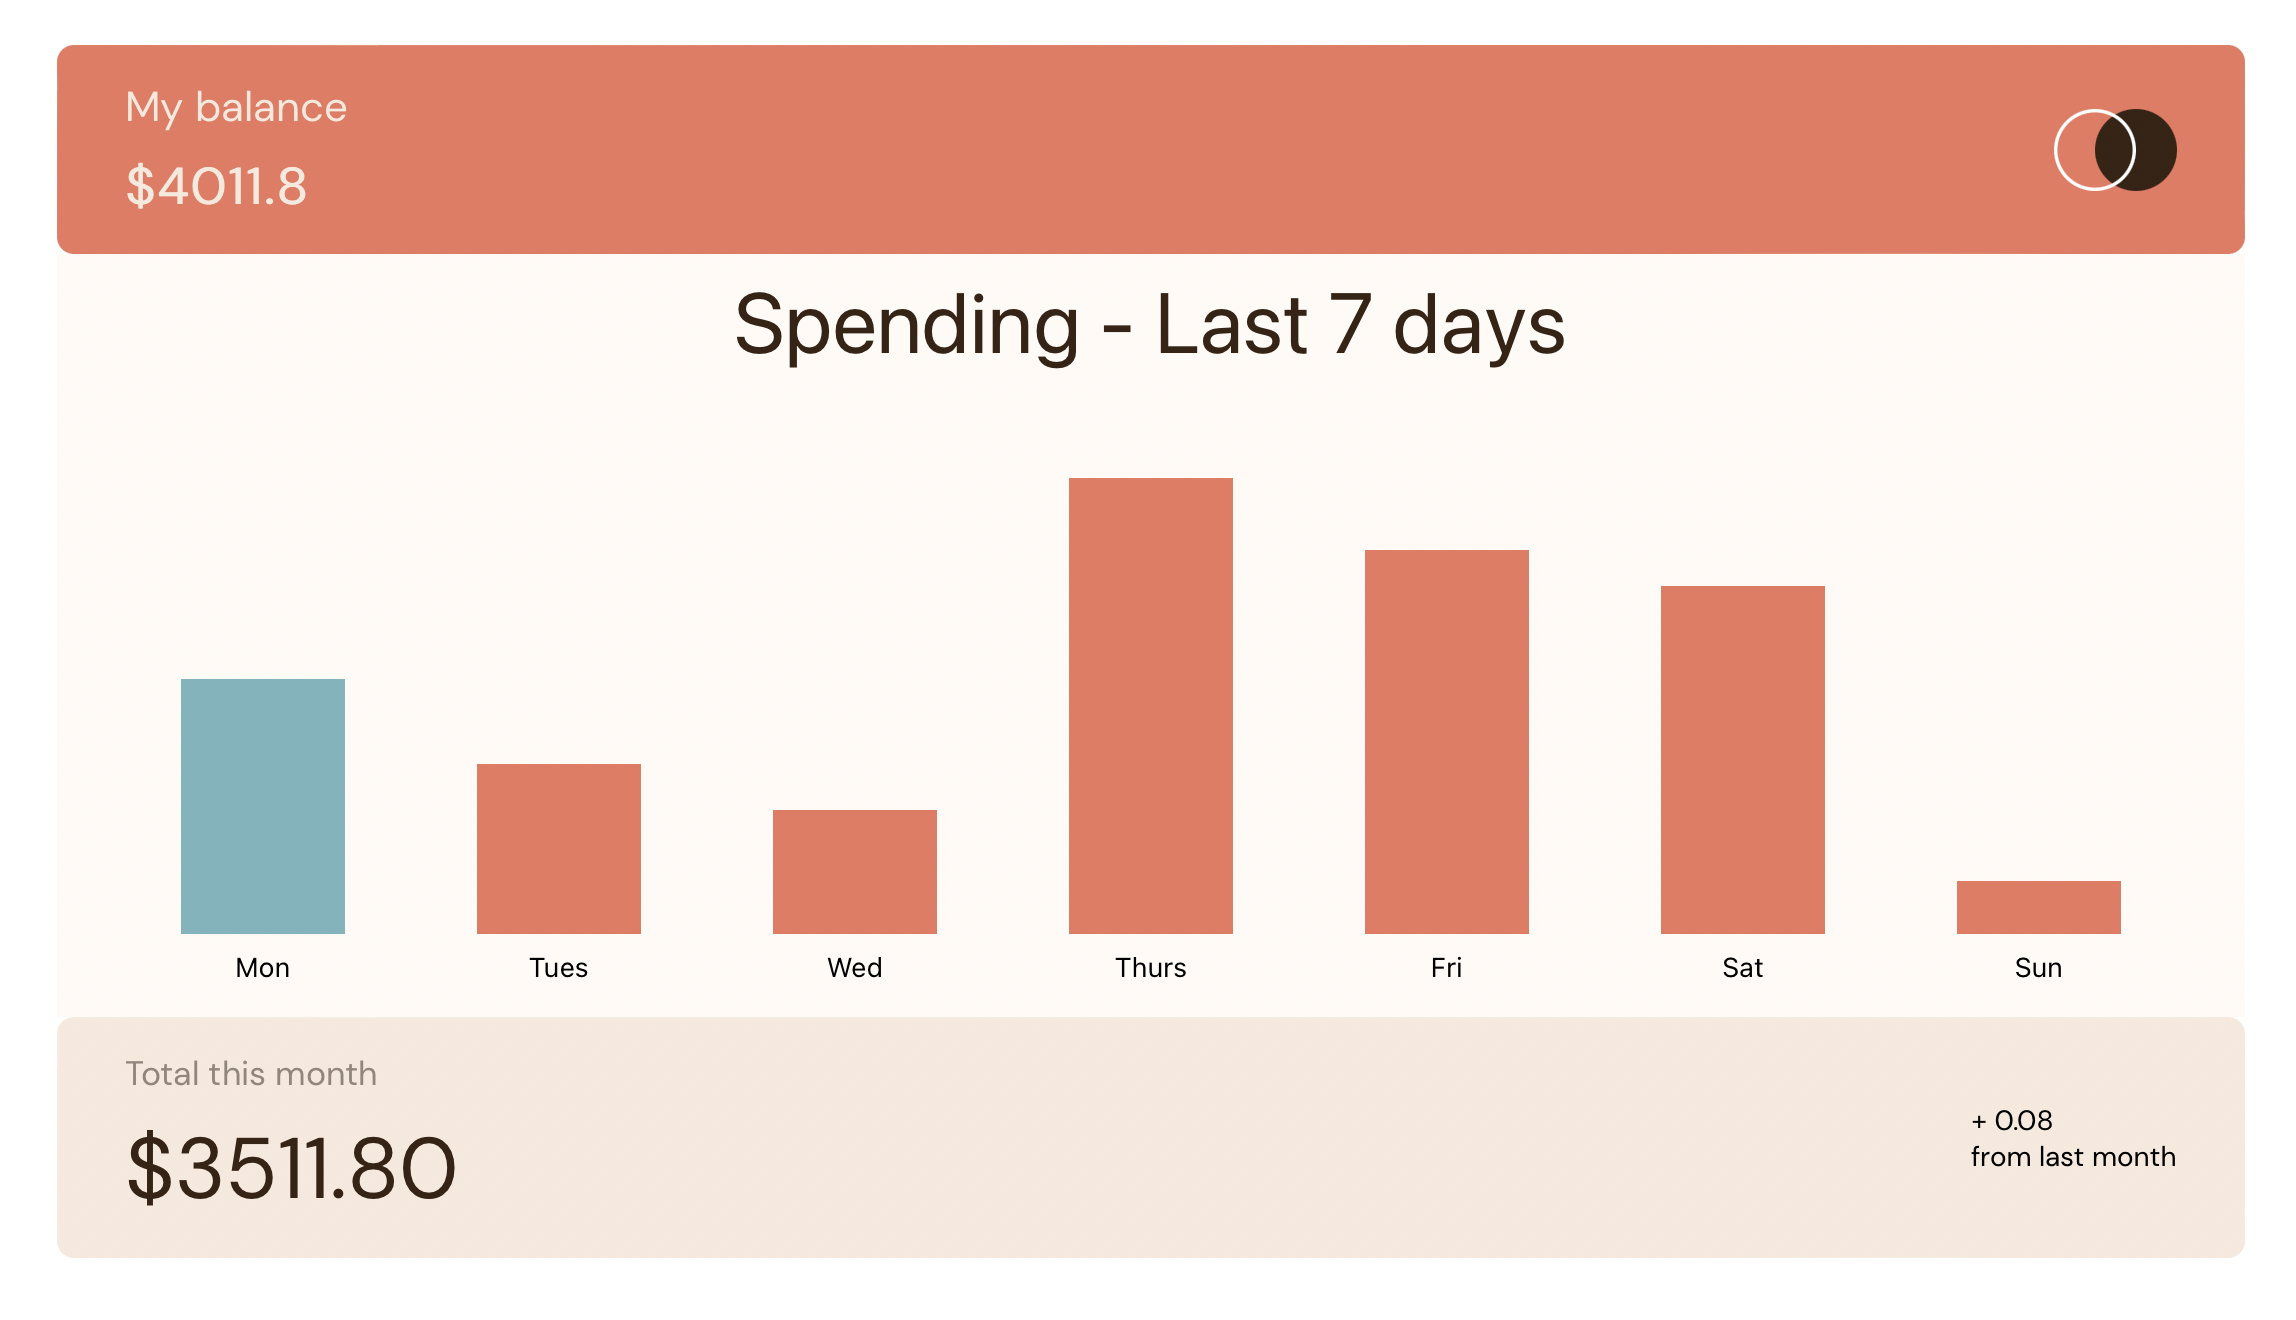 My balance
$4011.8
Spending - Last 7 days
Mon Tues Wed Thurs Fri Sat Sun
Total this month
$3511.80
+ 0.08
from last month